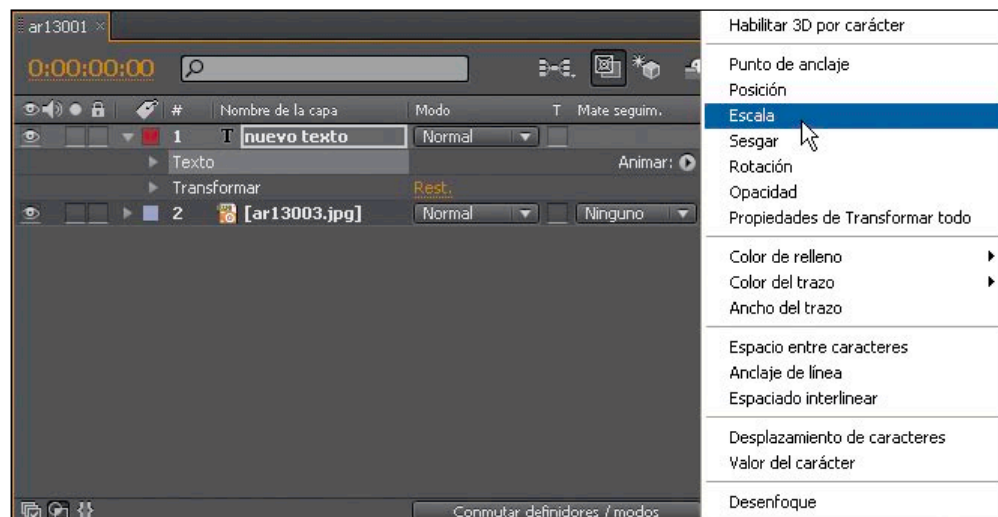 ar13001
0:00:00:00
# Nombre de la capa Modo T Mate seguim.
1 T nuevo texto Normal
Texto Animar:
Transformar Rest.
2 [ar13003.jpg] Normal Ninguno
Conmutar definidores / modos
Habilitar 3D por carácter
Punto de anclaje
Posición
Escala
Sesgar
Rotación
Opacidad
Propiedades de Transformar todo
Color de relleno
Color del trazo
Ancho del trazo
Espacio entre caracteres
Anclaje de línea
Espaciado interlinear
Desplazamiento de caracteres
Valor del carácter
Desenfoque